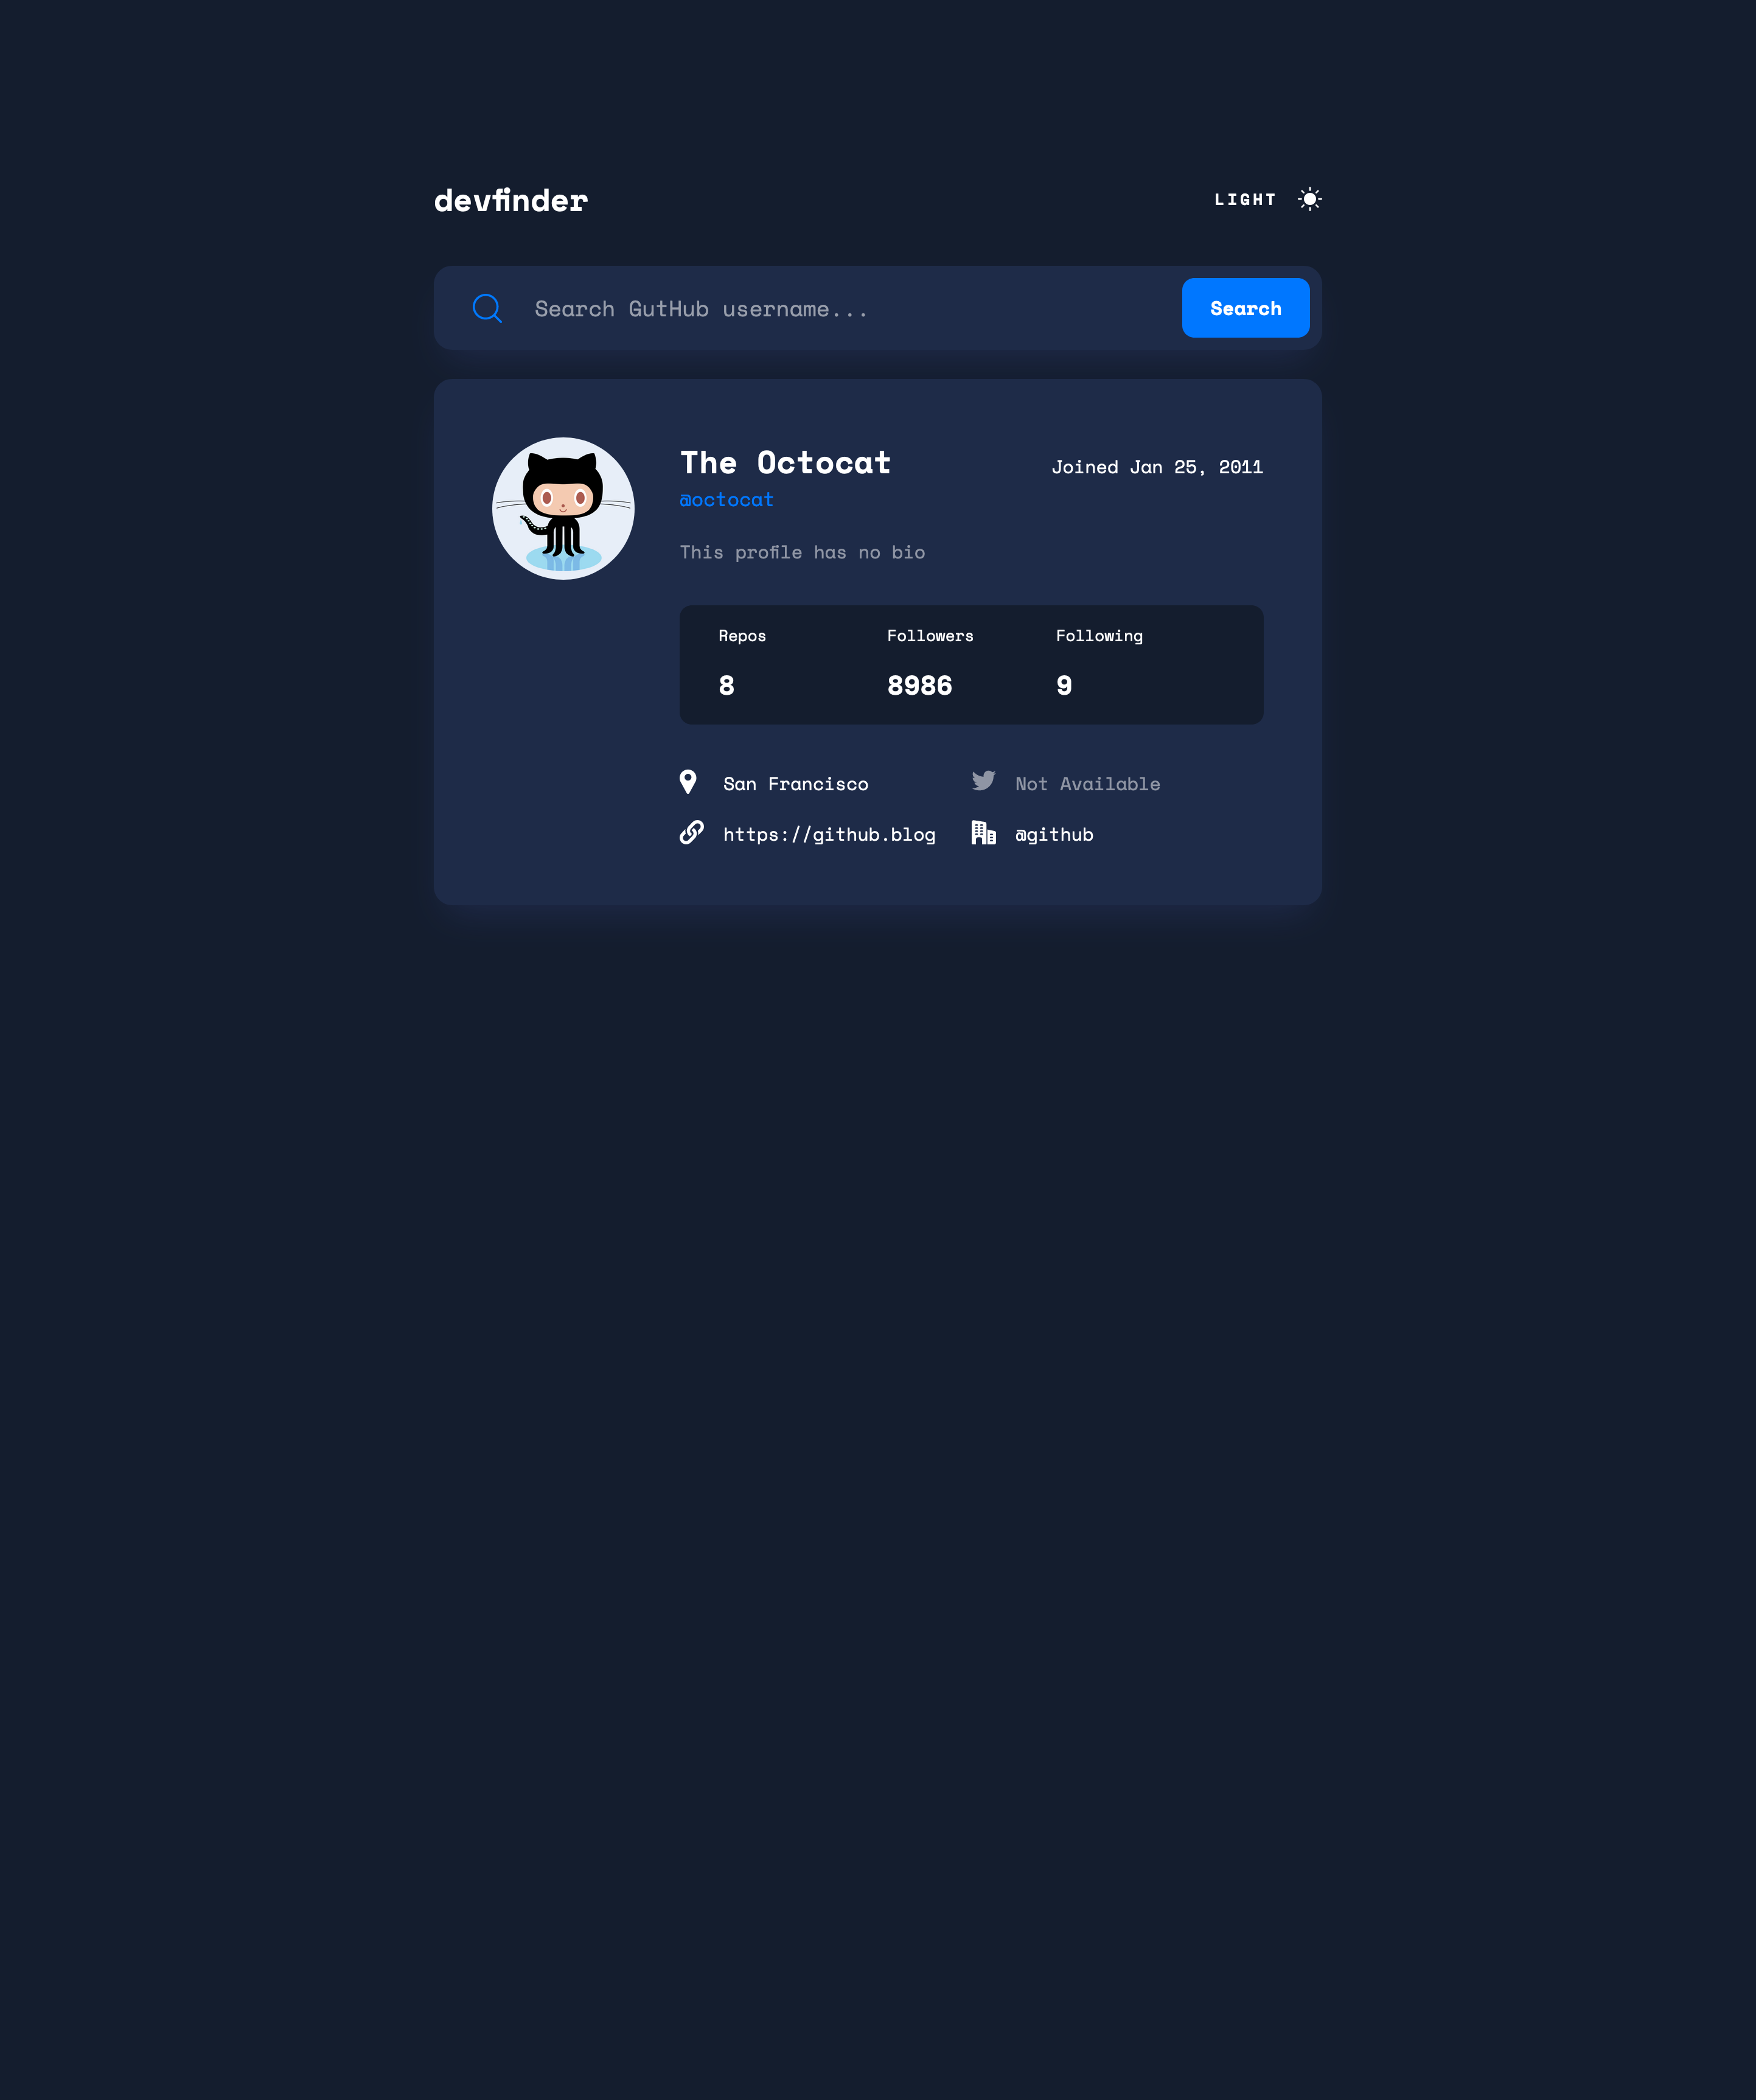 devfinder
LIGHT
Search GutHub username...
Search
The Octocat
Joined Jan 25, 2011
@octocat
This profile has no bio
Repos
Followers
Following
8
8986
9
San Francisco
Not Available
https://github.blog
@github